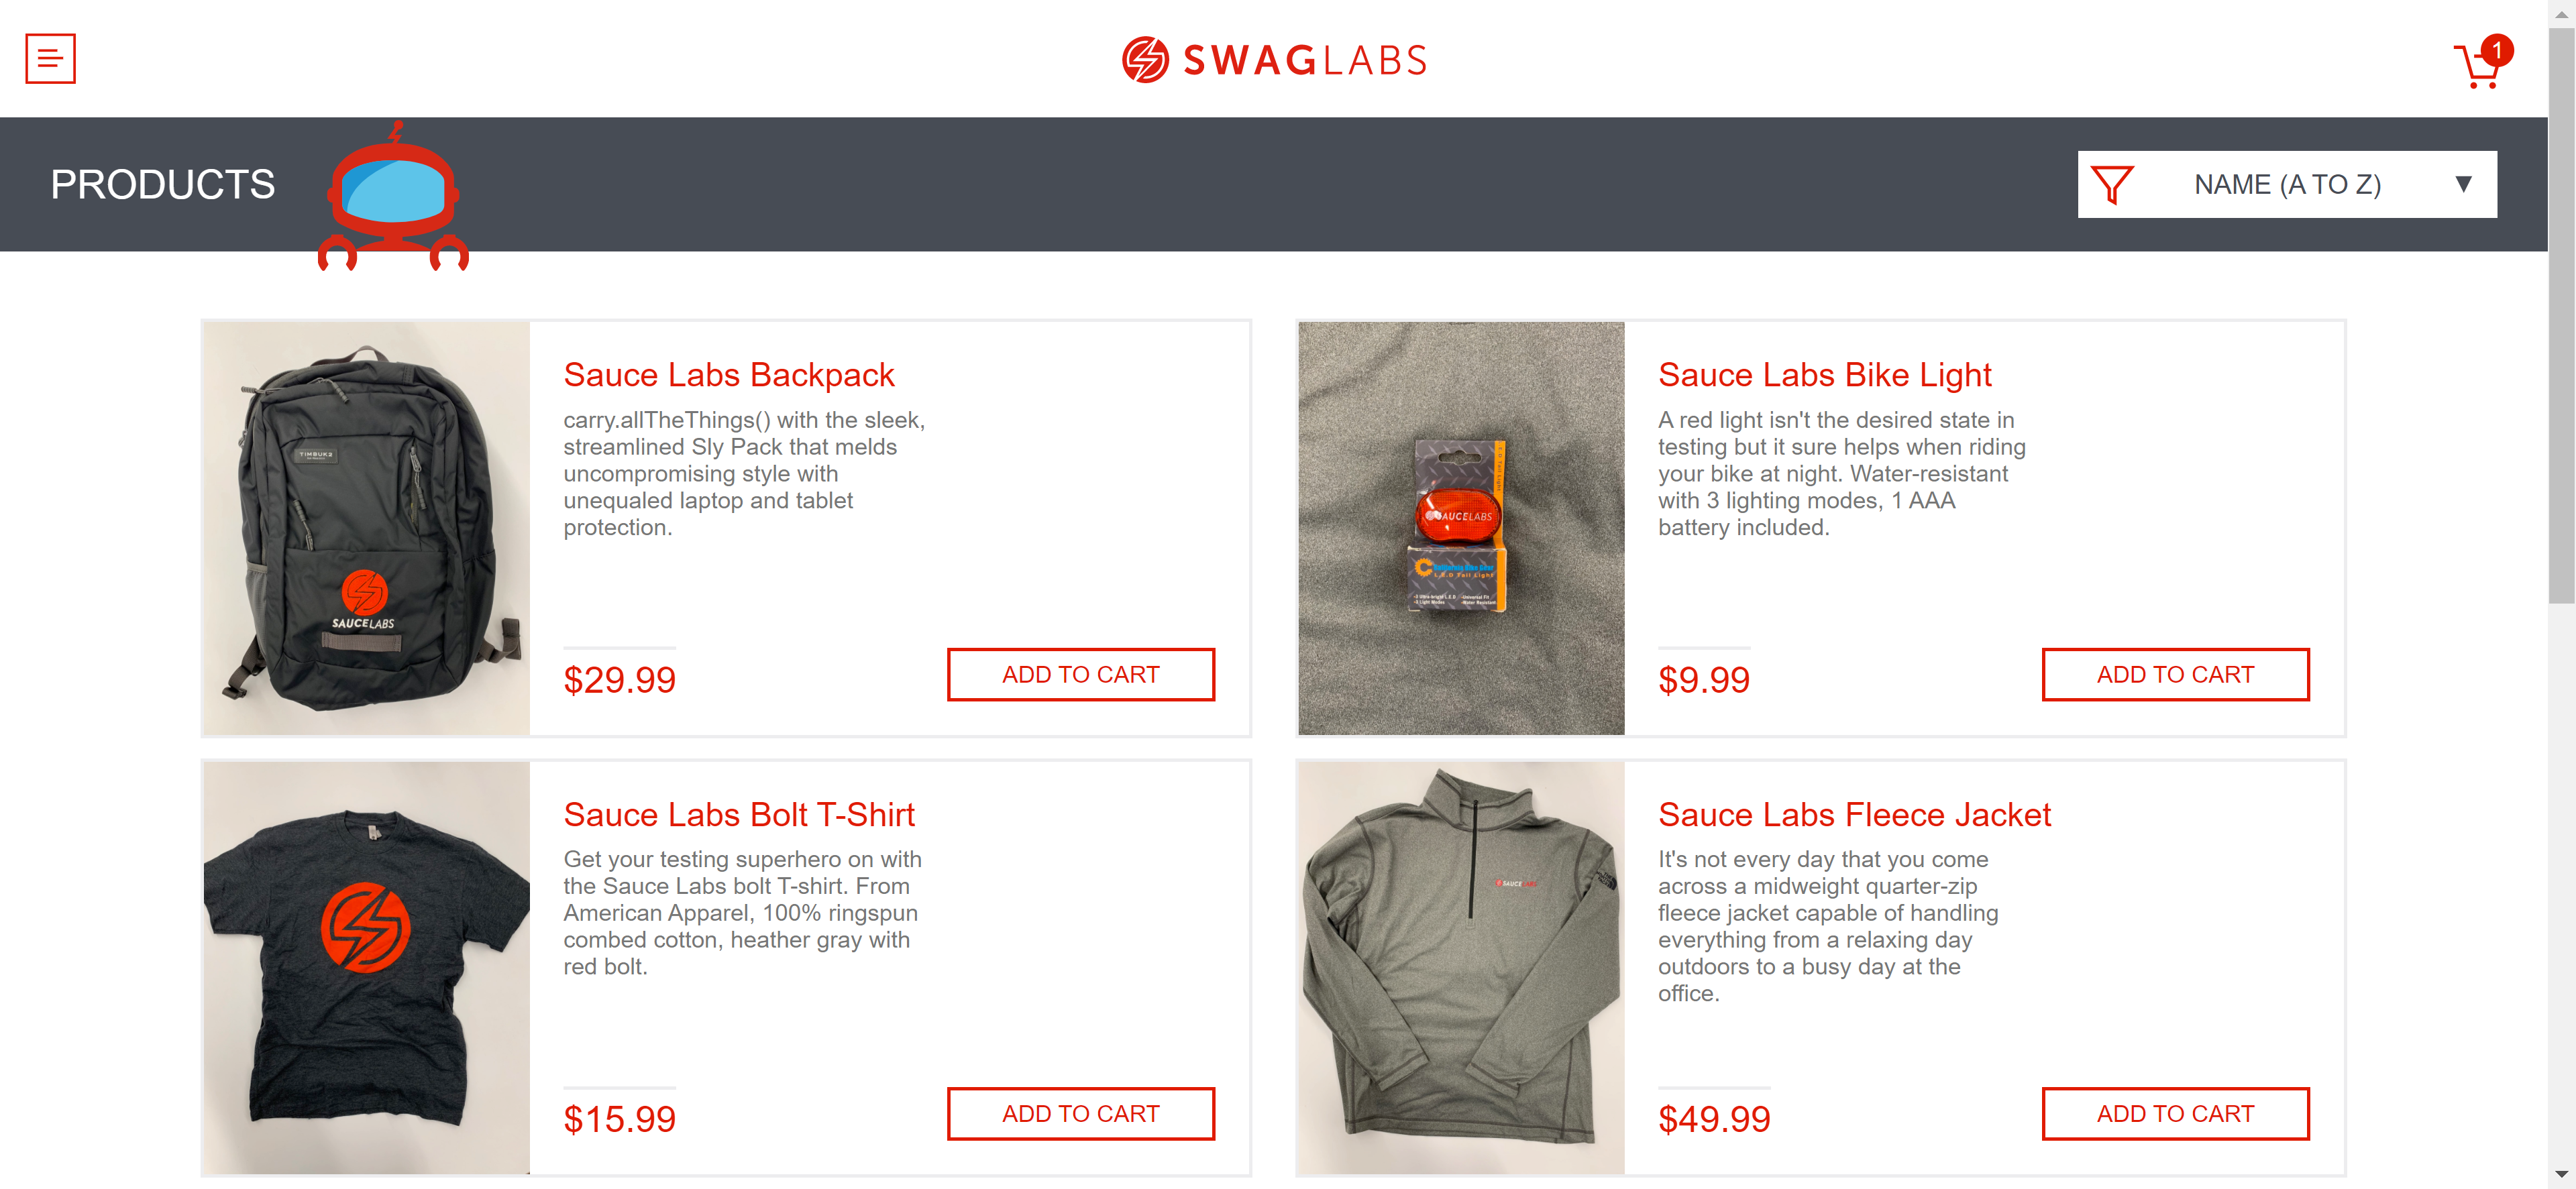 SWAGLABS
1
PRODUCTS
NAME (A TO Z)
TIMBUK2
SAUCELABS
Sauce Labs Backpack
carry.allTheThings() with the sleek,
streamlined Sly Pack that melds
uncompromising style with
unequaled laptop and tablet
protection.
$29.99
ADD TO CART
SAUCELABS
L.E.D Tail Light
Sauce Labs Bike Light
A red light isn't the desired state in
testing but it sure helps when riding
your bike at night. Water-resistant
with 3 lighting modes, 1 AAA
battery included.
$9.99
ADD TO CART
Sauce Labs Bolt T-Shirt
Get your testing superhero on with
the Sauce Labs bolt T-shirt. From
American Apparel, 100% ringspun
combed cotton, heather gray with
red bolt.
$15.99
ADD TO CART
SAUCELABS
Sauce Labs Fleece Jacket
It's not every day that you come
across a midweight quarter-zip
fleece jacket capable of handling
everything from a relaxing day
outdoors to a busy day at the
office.
$49.99
ADD TO CART